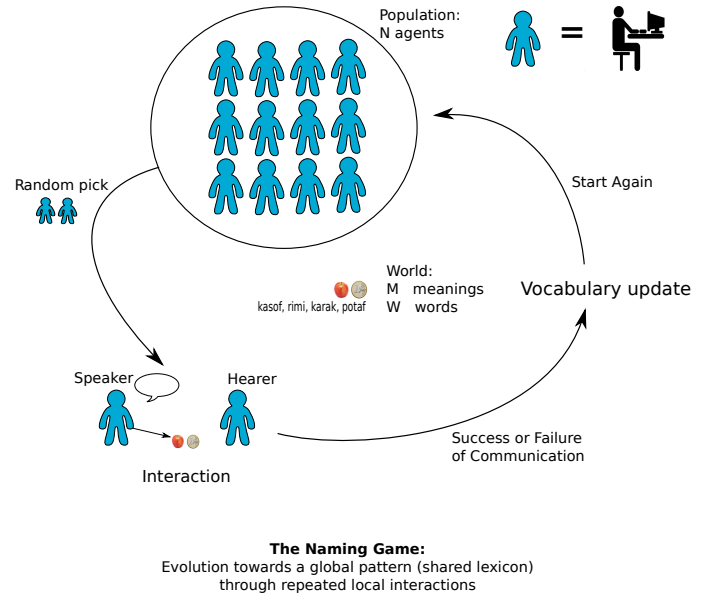 Population:
N agents
=
Random pick
Start Again
World:
M meanings
kasof, rimi, karak, potaf W words
Vocabulary update
Speaker
Hearer
Interaction
Success or Failure
of Communication
The Naming Game:
Evolution towards a global pattern (shared lexicon)
through repeated local interactions